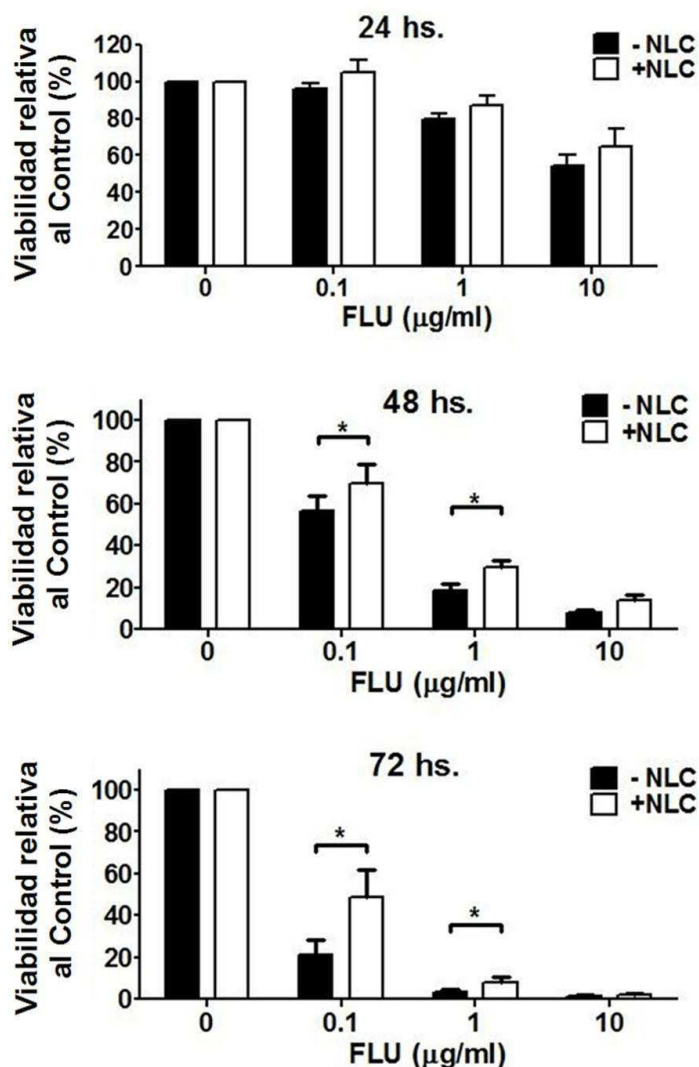 24 hs.
- NLC
+NLC
Viabilidad relativa
al Control (%)
120
100
80
60
40
20
0
0 0.1 1 10
FLU (µg/ml)
48 hs.
- NLC
+NLC
Viabilidad relativa
al Control (%)
100
80
60
40
20
0
*
*
0 0.1 1 10
FLU (µg/ml)
72 hs.
- NLC
+NLC
Viabilidad relativa
al Control (%)
100
80
60
40
20
0
*
*
0 0.1 1 10
FLU (µg/ml)